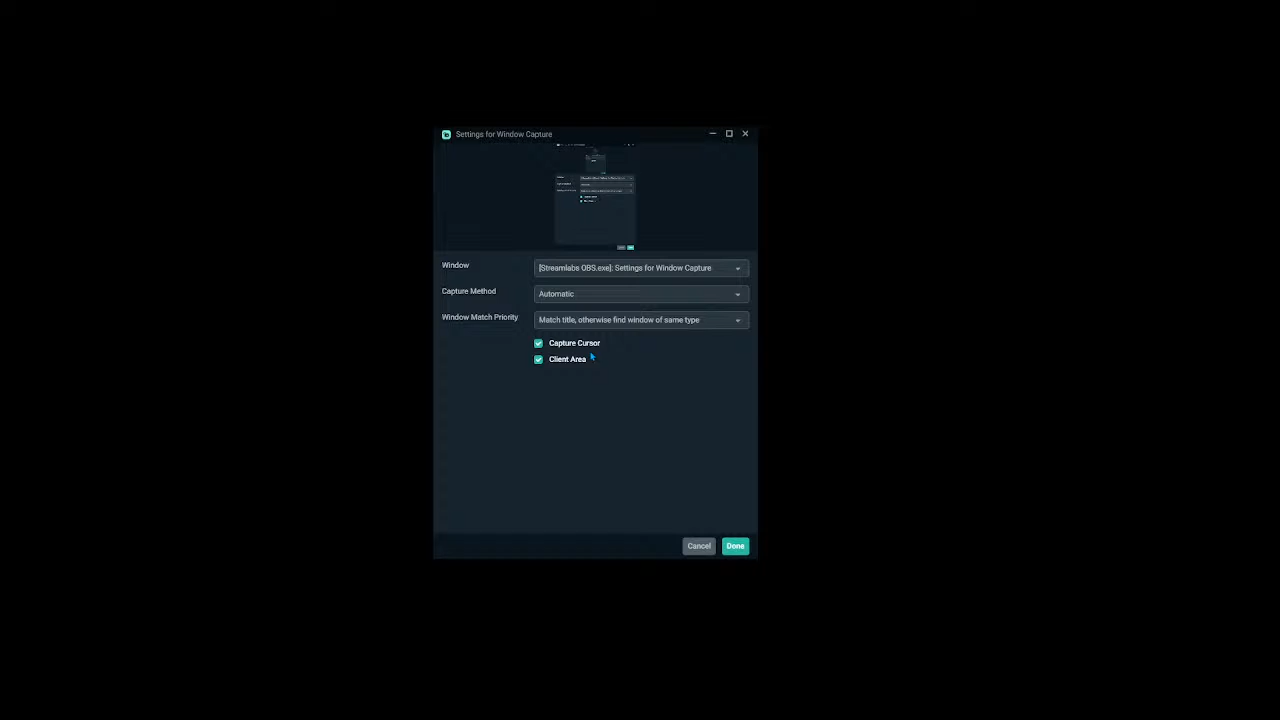 Settings for Window Capture
Window
[Streamlabs OBS.exe]: Settings for Window Capture
Capture Method
Automatic
Window Match Priority
Match title, otherwise find window of same type
Capture Cursor
Client Area
Cancel
Done